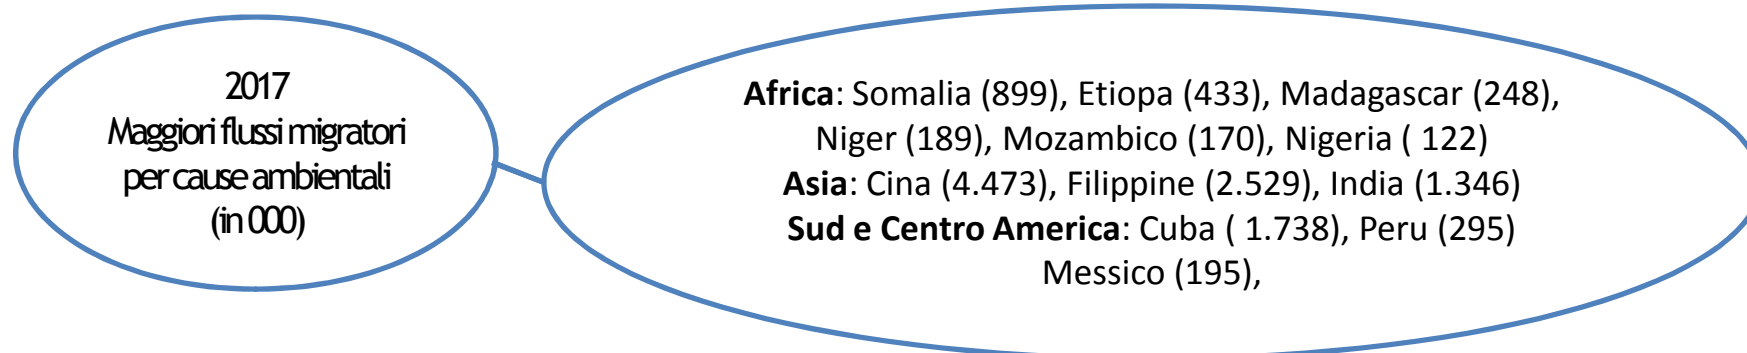 2017
Maggiori flussi migratori
per cause ambientali
(in 000)
Africa: Somalia (899), Etiopa (433), Madagascar (248),
Niger (189), Mozambico (170), Nigeria ( 122)
Asia: Cina (4.473), Filippine (2.529), India (1.346)
Sud e Centro America: Cuba ( 1.738), Peru (295)
Messico (195),